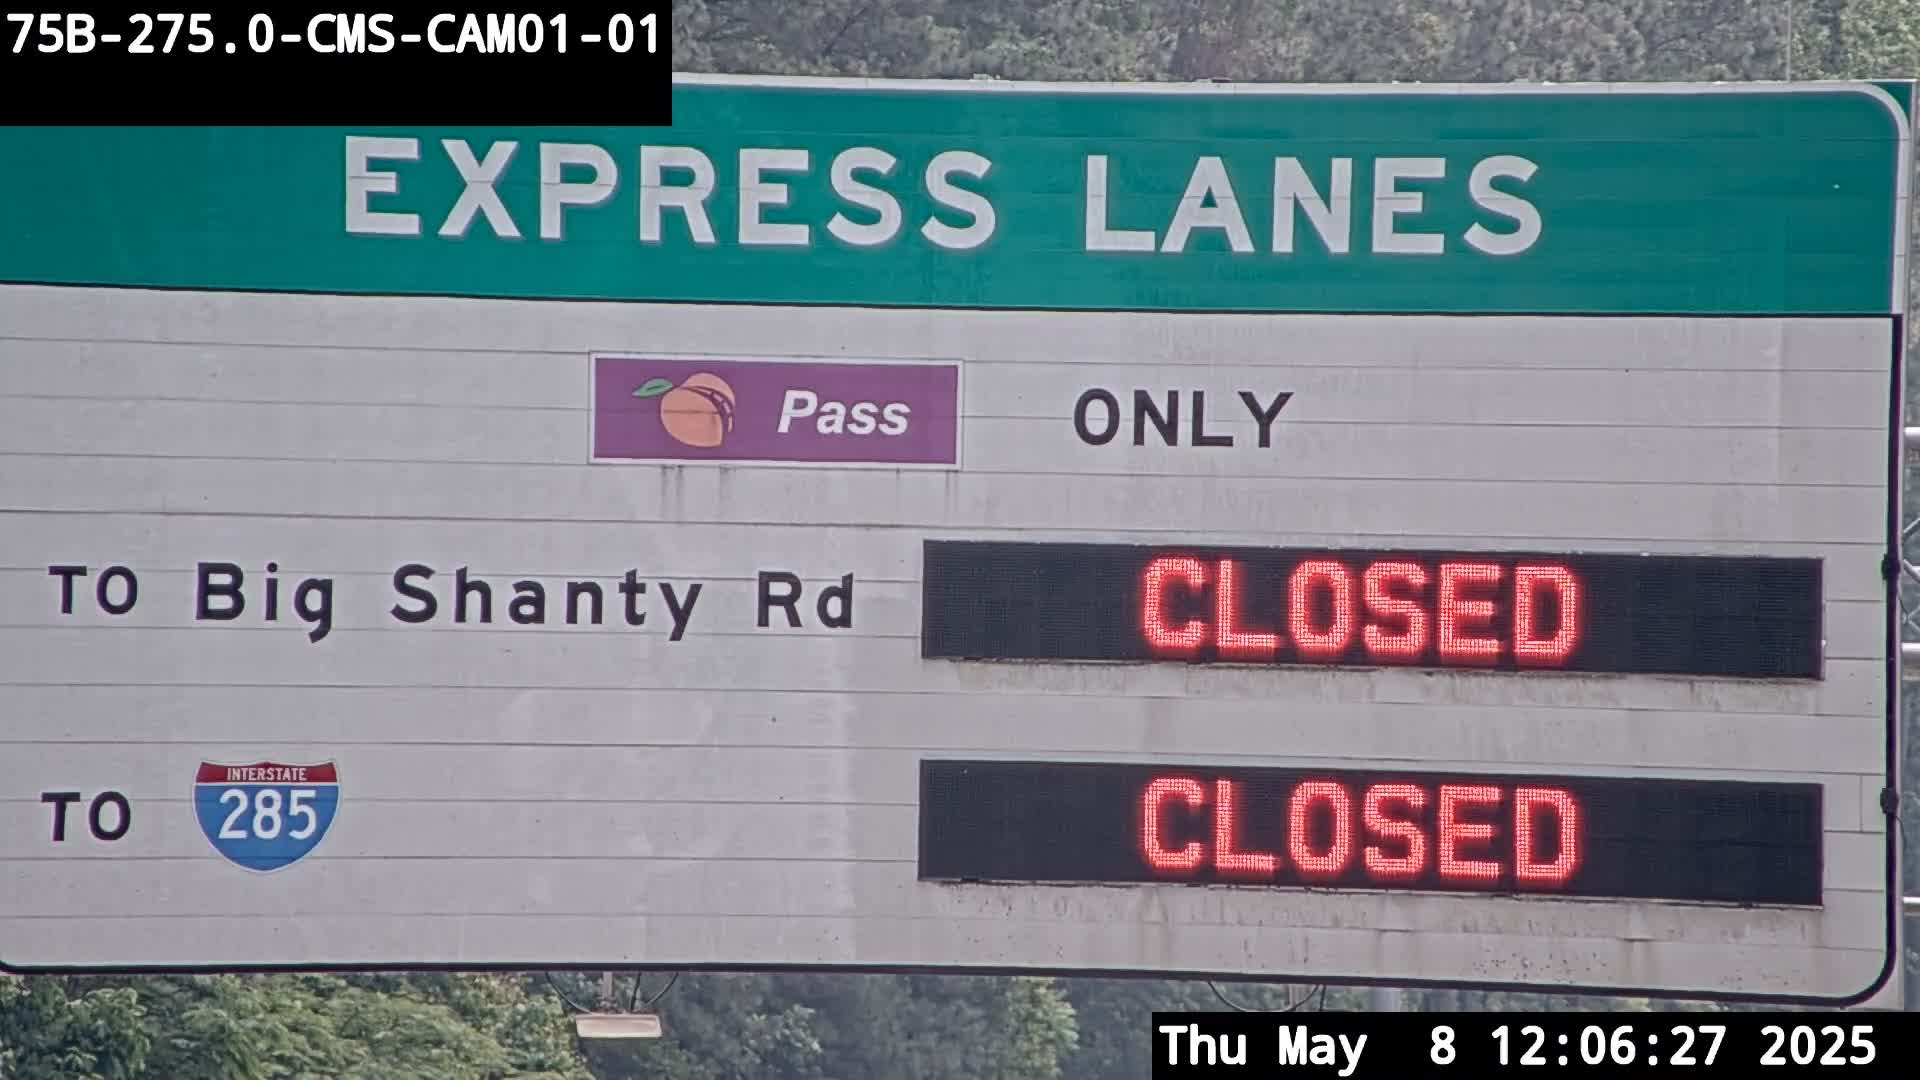 75B-275.0-CMS-CAM01-01
EXPRESS LANES
Pass ONLY
TO Big Shanty Rd CLOSED
TO INTERSTATE 285 CLOSED
Thu May 8 12:06:27 2025